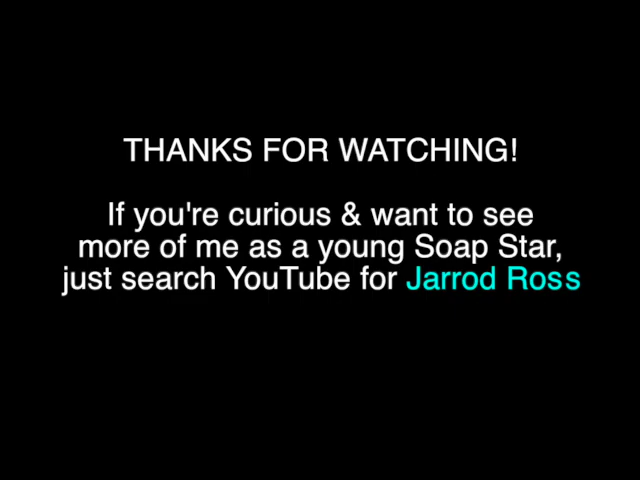 THANKS FOR WATCHING!
If you're curious & want to see
more of me as a young Soap Star,
just search YouTube for Jarrod Ross